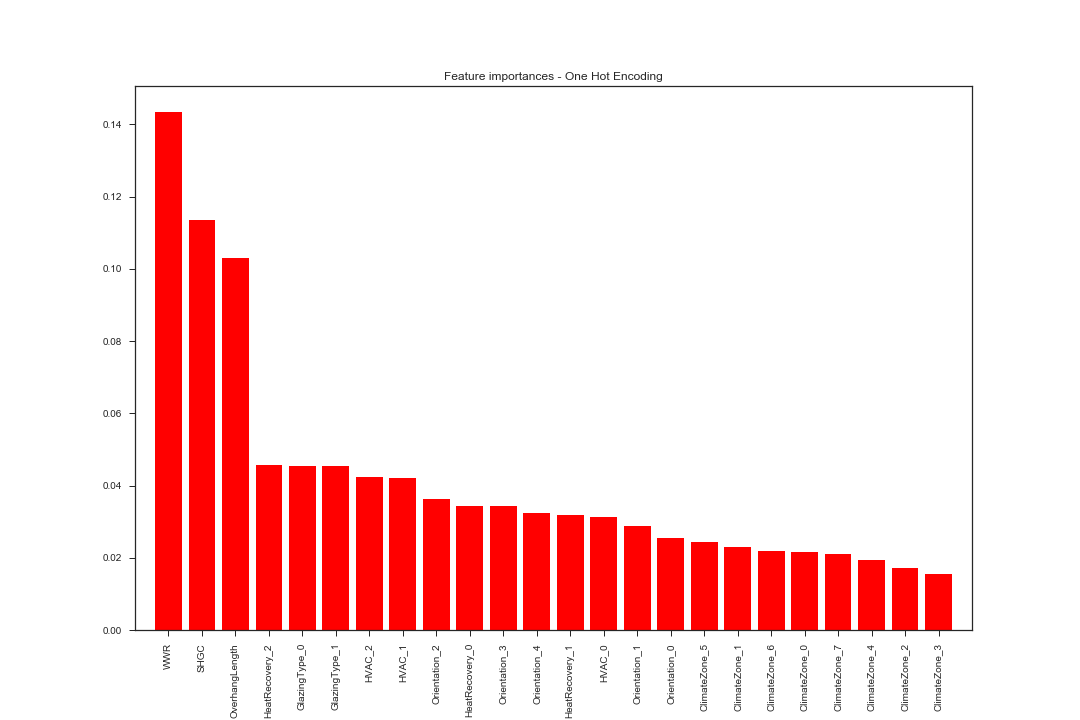 Feature importances - One Hot Encoding
0.14
0.12
0.10
0.08
0.06
0.04
0.02
0.00
WWR
SHGC
OverhangLength
HeatRecovery_2
GlazingType_0
GlazingType_1
HVAC_2
HVAC_1
Orientation_2
HeatRecovery_0
Orientation_3
Orientation_4
HeatRecovery_1
HVAC_0
Orientation_1
Orientation_0
ClimateZone_5
ClimateZone_1
ClimateZone_6
ClimateZone_0
ClimateZone_7
ClimateZone_4
ClimateZone_2
ClimateZone_3